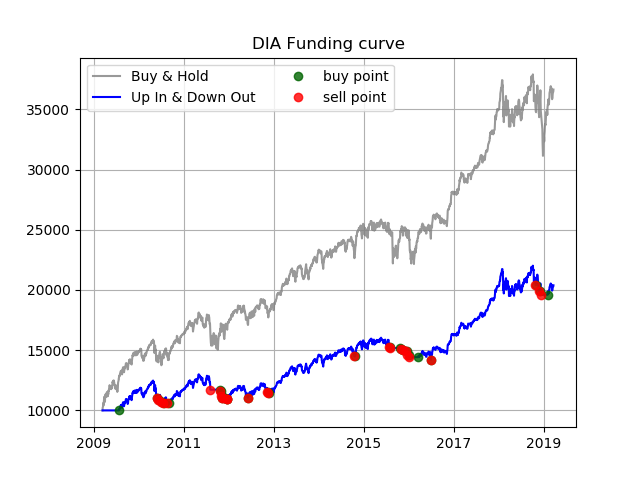 DIA Funding curve
Buy & Hold
Up In & Down Out
buy point
sell point
35000
30000
25000
20000
15000
10000
2009
2011
2013
2015
2017
2019